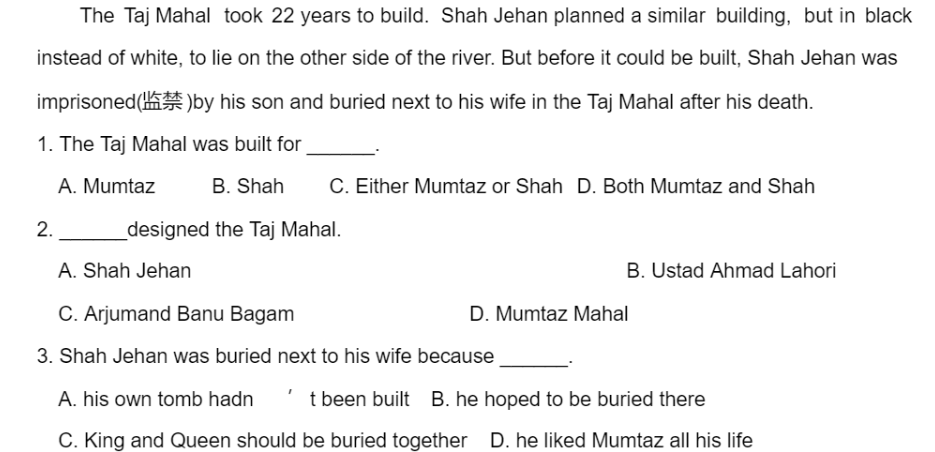 The Taj Mahal took 22 years to build. Shah Jehan planned a similar building, but in black
instead of white, to lie on the other side of the river. But before it could be built, Shah Jehan was
imprisoned(监禁)by his son and buried next to his wife in the Taj Mahal after his death.
1. The Taj Mahal was built for ______.
A. Mumtaz B. Shah C. Either Mumtaz or Shah D. Both Mumtaz and Shah
2. ______designed the Taj Mahal.
A. Shah Jehan B. Ustad Ahmad Lahori
C. Arjumand Banu Bagam D. Mumtaz Mahal
3. Shah Jehan was buried next to his wife because ______.
A. his own tomb hadn ′ t been built B. he hoped to be buried there
C. King and Queen should be buried together D. he liked Mumtaz all his life